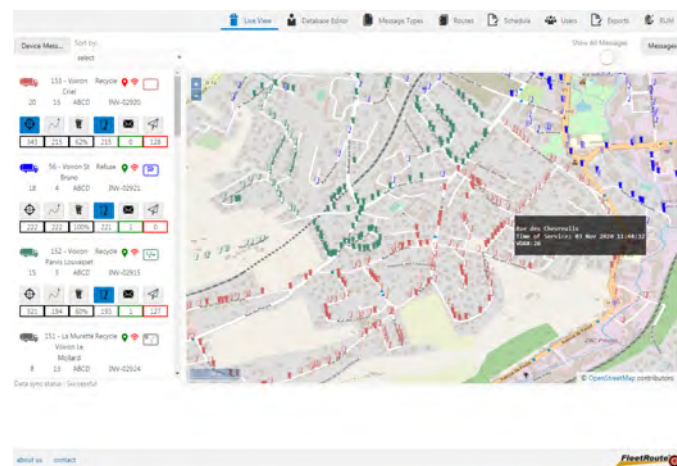 Live View Database Editor Message Types Routes Schedule Users Exports RUM
Device Mess... Sort by: Show All Messages Messages
select
153 - Voiron Criel Recycle
20 15 ABCD INV-02920
343 215 62% 215 0 128
56 - Voiron St Bruno Refuse
18 4 ABCD INV-02921
222 222 100% 221 1 0
152 - Voiron Parvis Louvaspet Recycle
15 3 ABCD INV-02915
321 194 60% 193 1 127
151 - La Murette Voiron Le Mollard Recycle
8 13 ABCD INV-02924
Rue des Chevreuils
Time of Service: 03 Nov 2020 11:44:32
Data sync status : Successful
© OpenStreetMap contributors
about us contact
FleetRoute